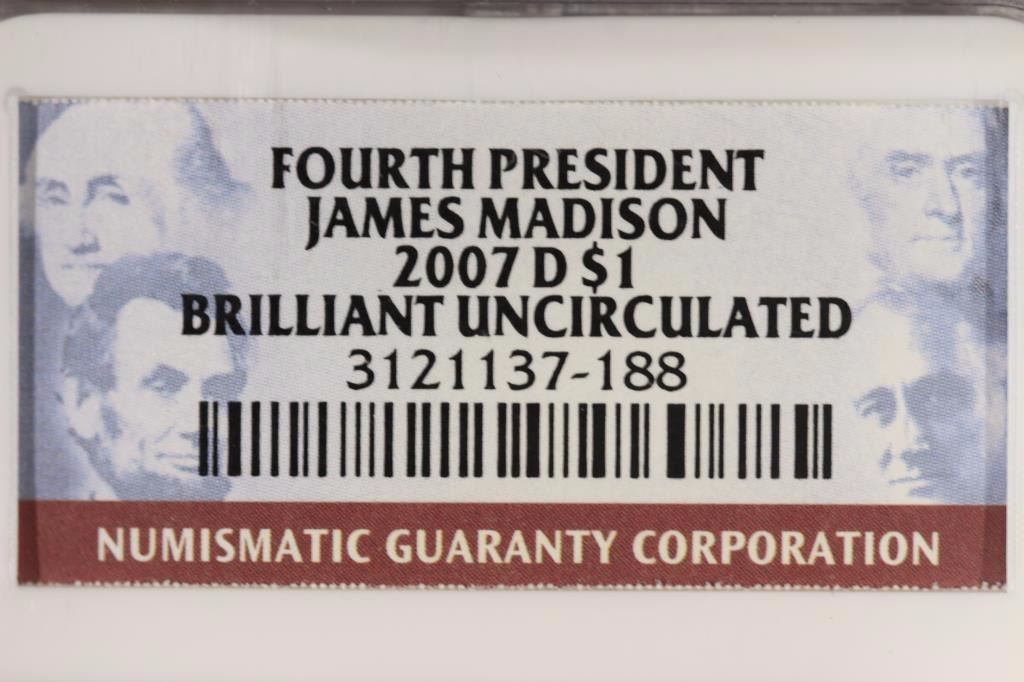 FOURTH PRESIDENT
JAMES MADISON
2007 D $1
BRILLIANT UNCIRCULATED
3121137-188
NUMISMATIC GUARANTY CORPORATION